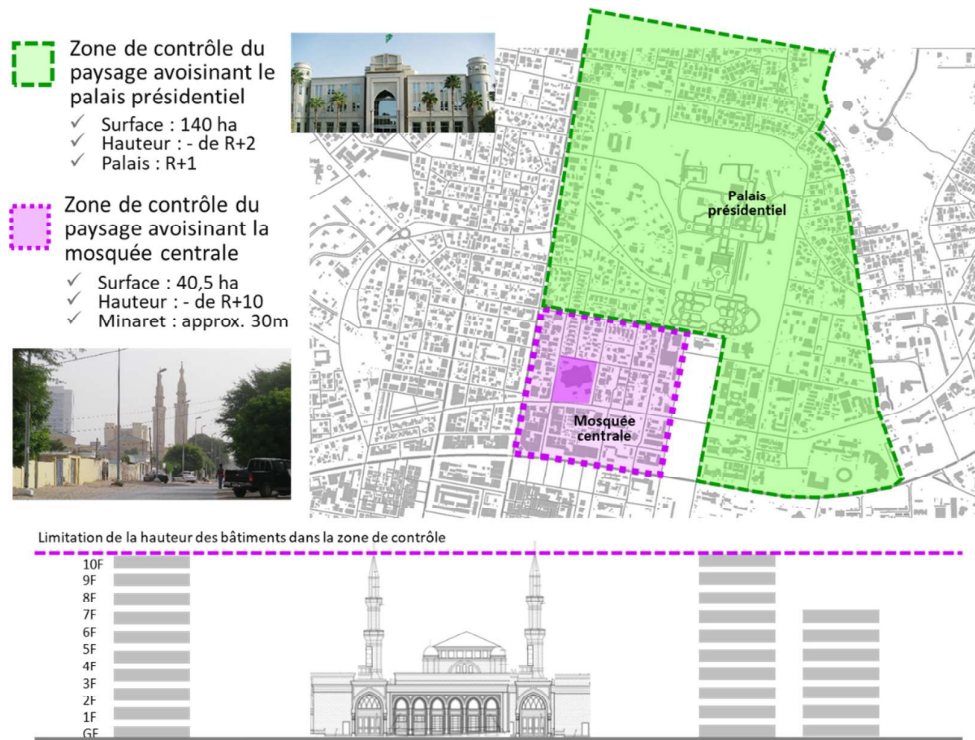 Zone de contrôle du
paysage avoisinant le
palais présidentiel
✓ Surface : 140 ha
✓ Hauteur : - de R+2
✓ Palais : R+1
Zone de contrôle du
paysage avoisinant la
mosquée centrale
✓ Surface : 40,5 ha
✓ Hauteur : - de R+10
✓ Minaret : approx. 30m
Palais
présidentiel
Mosquée
centrale
Limitation de la hauteur des bâtiments dans la zone de contrôle
10F
9F
8F
7F
6F
5F
4F
3F
2F
1F
GF